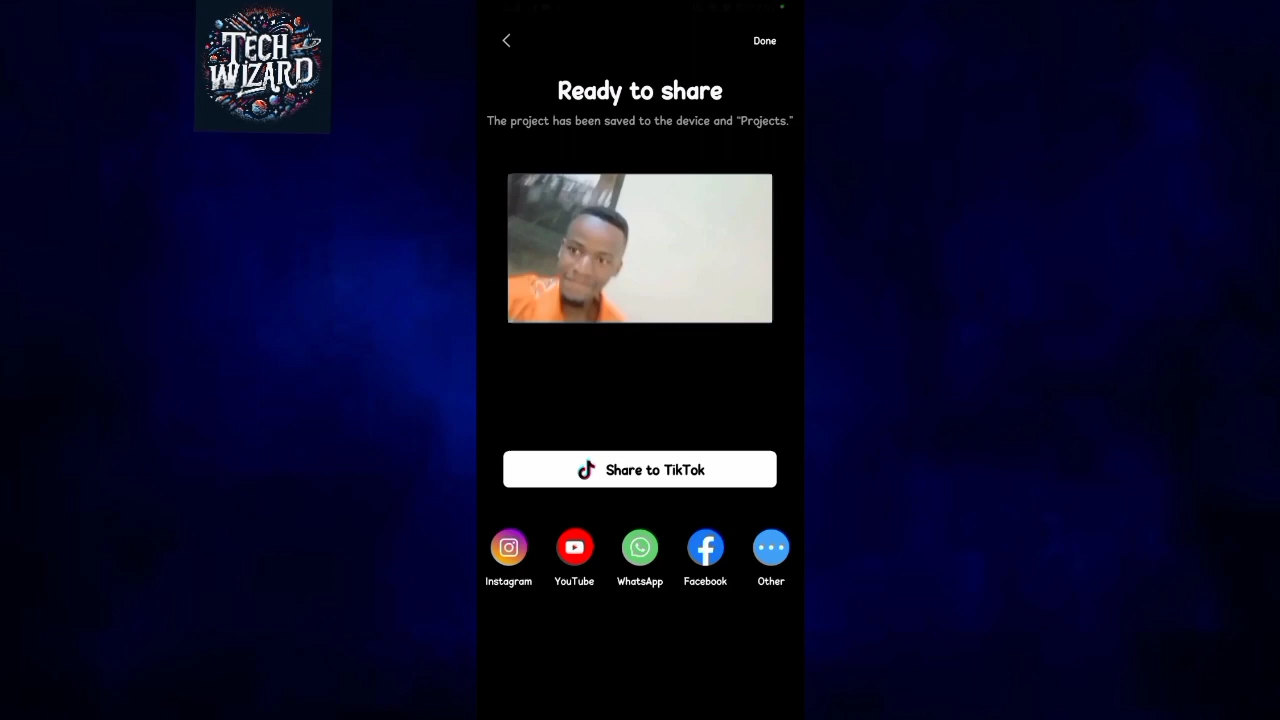 TECH
WIZARD
Done
Ready to share
The project has been saved to the device and "Projects."
Share to TikTok
Instagram
YouTube
WhatsApp
Facebook
Other